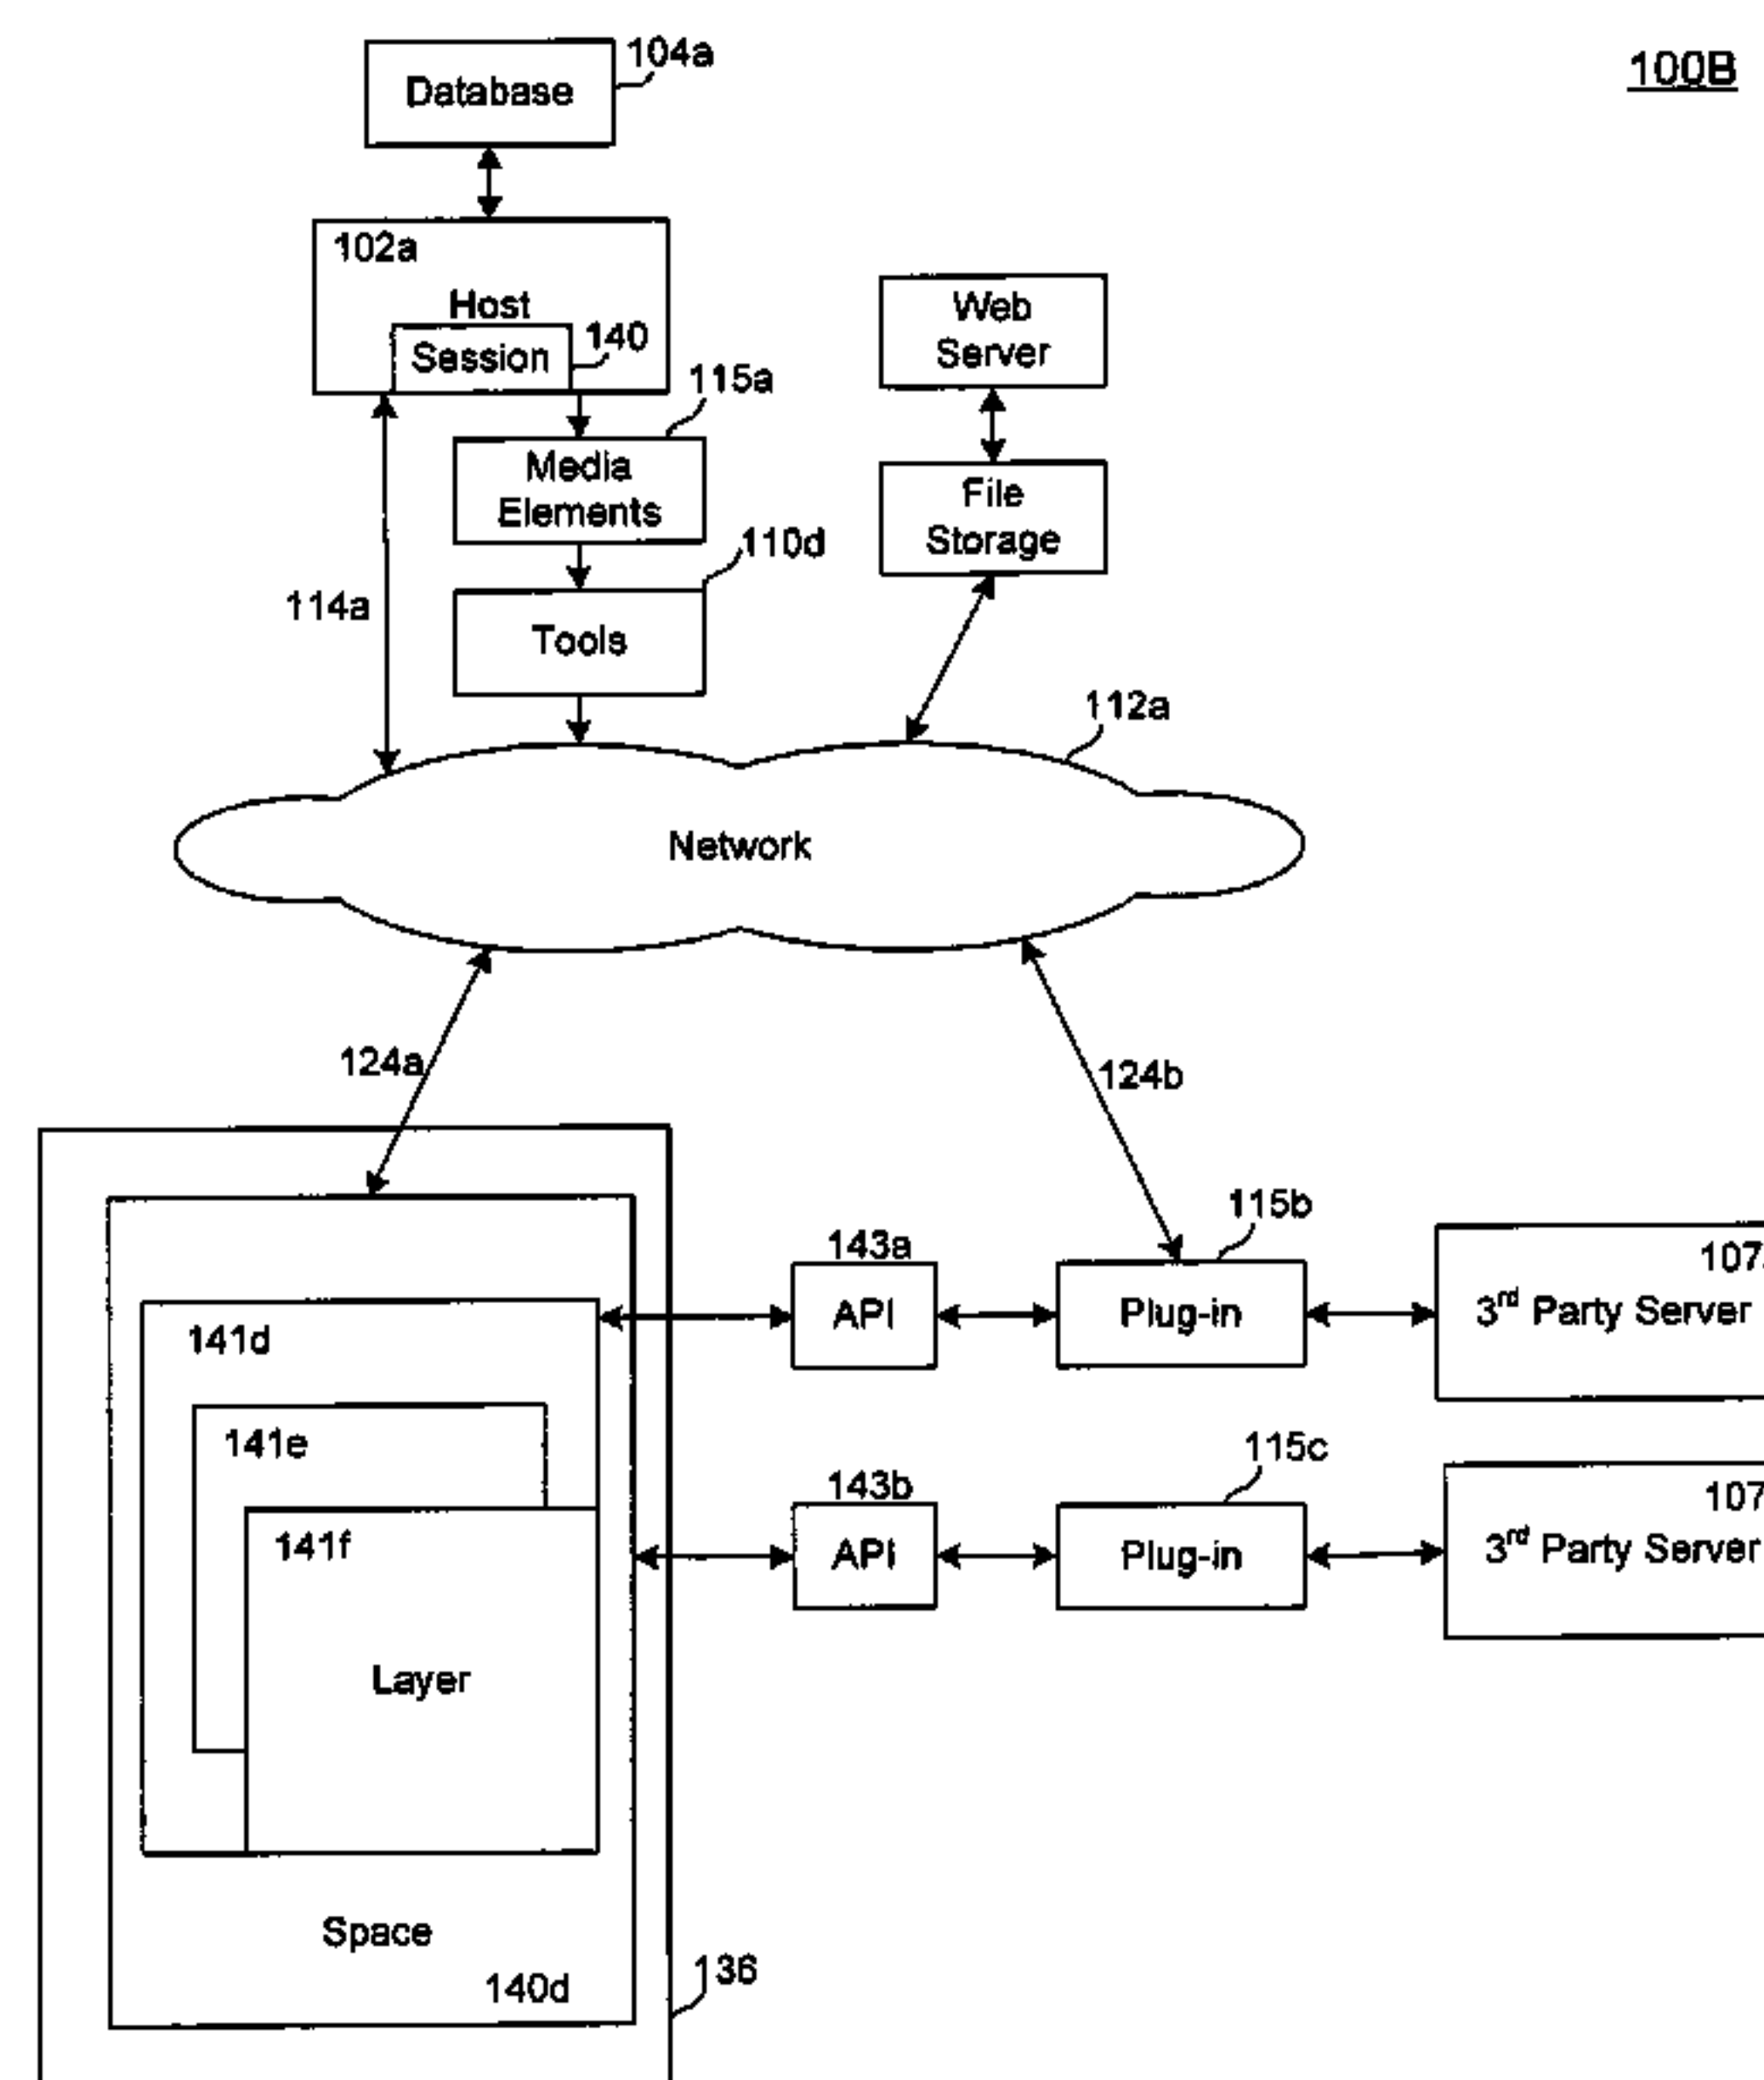 104a
Database
100B
102a
Host
Session
140
115a
Web
Server
Media
Elements
File
Storage
110d
114a
Tools
112a
Network
124a
124b
115b
143a
107
API
Plug-in
3rd Party Server
141d
141e
115c
143b
107
141f
API
Plug-in
3rd Party Server
Layer
Space
136
140d